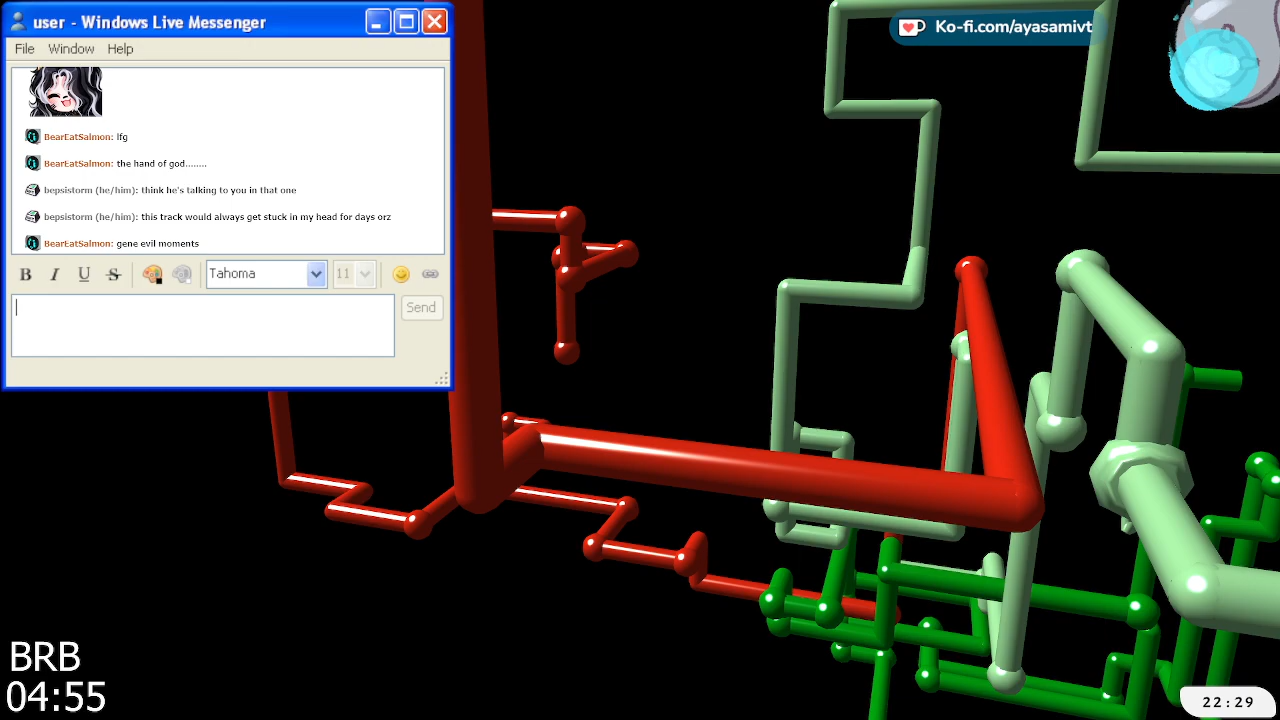 user - Windows Live Messenger
Ko-fi.com/ayasamivt
File Window Help
BearEatSalmon: lfg
BearEatSalmon: the hand of god........
bepsistorm (he/him): think he's talking to you in that one
bepsistorm (he/him): this track would always get stuck in my head for days orz
BearEatSalmon: gene evil moments
B I U S Tahoma 11
Send
BRB
04:55
22:29